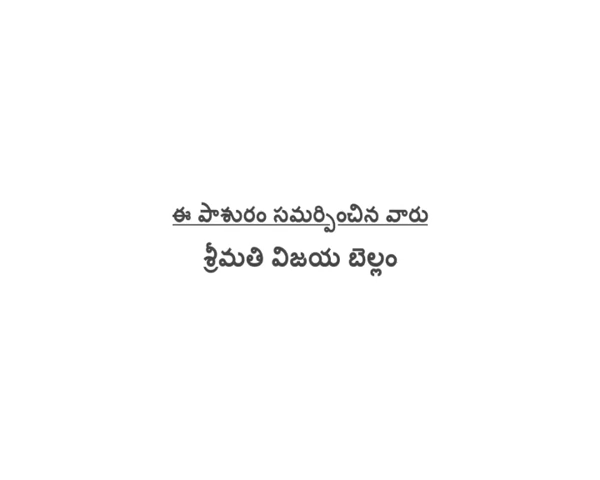 ఈ పాశురం సమర్పించిన వారు
శ్రీమతి విజయ బెల్లం